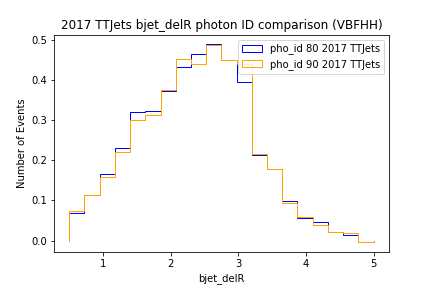 2017 TTJets bjet_delR photon ID comparison (VBFHH)
pho_id 80 2017 TTJets
pho_id 90 2017 TTJets
Number of Events
0.5
0.4
0.3
0.2
0.1
0.0
1 2 3 4 5
bjet_delR